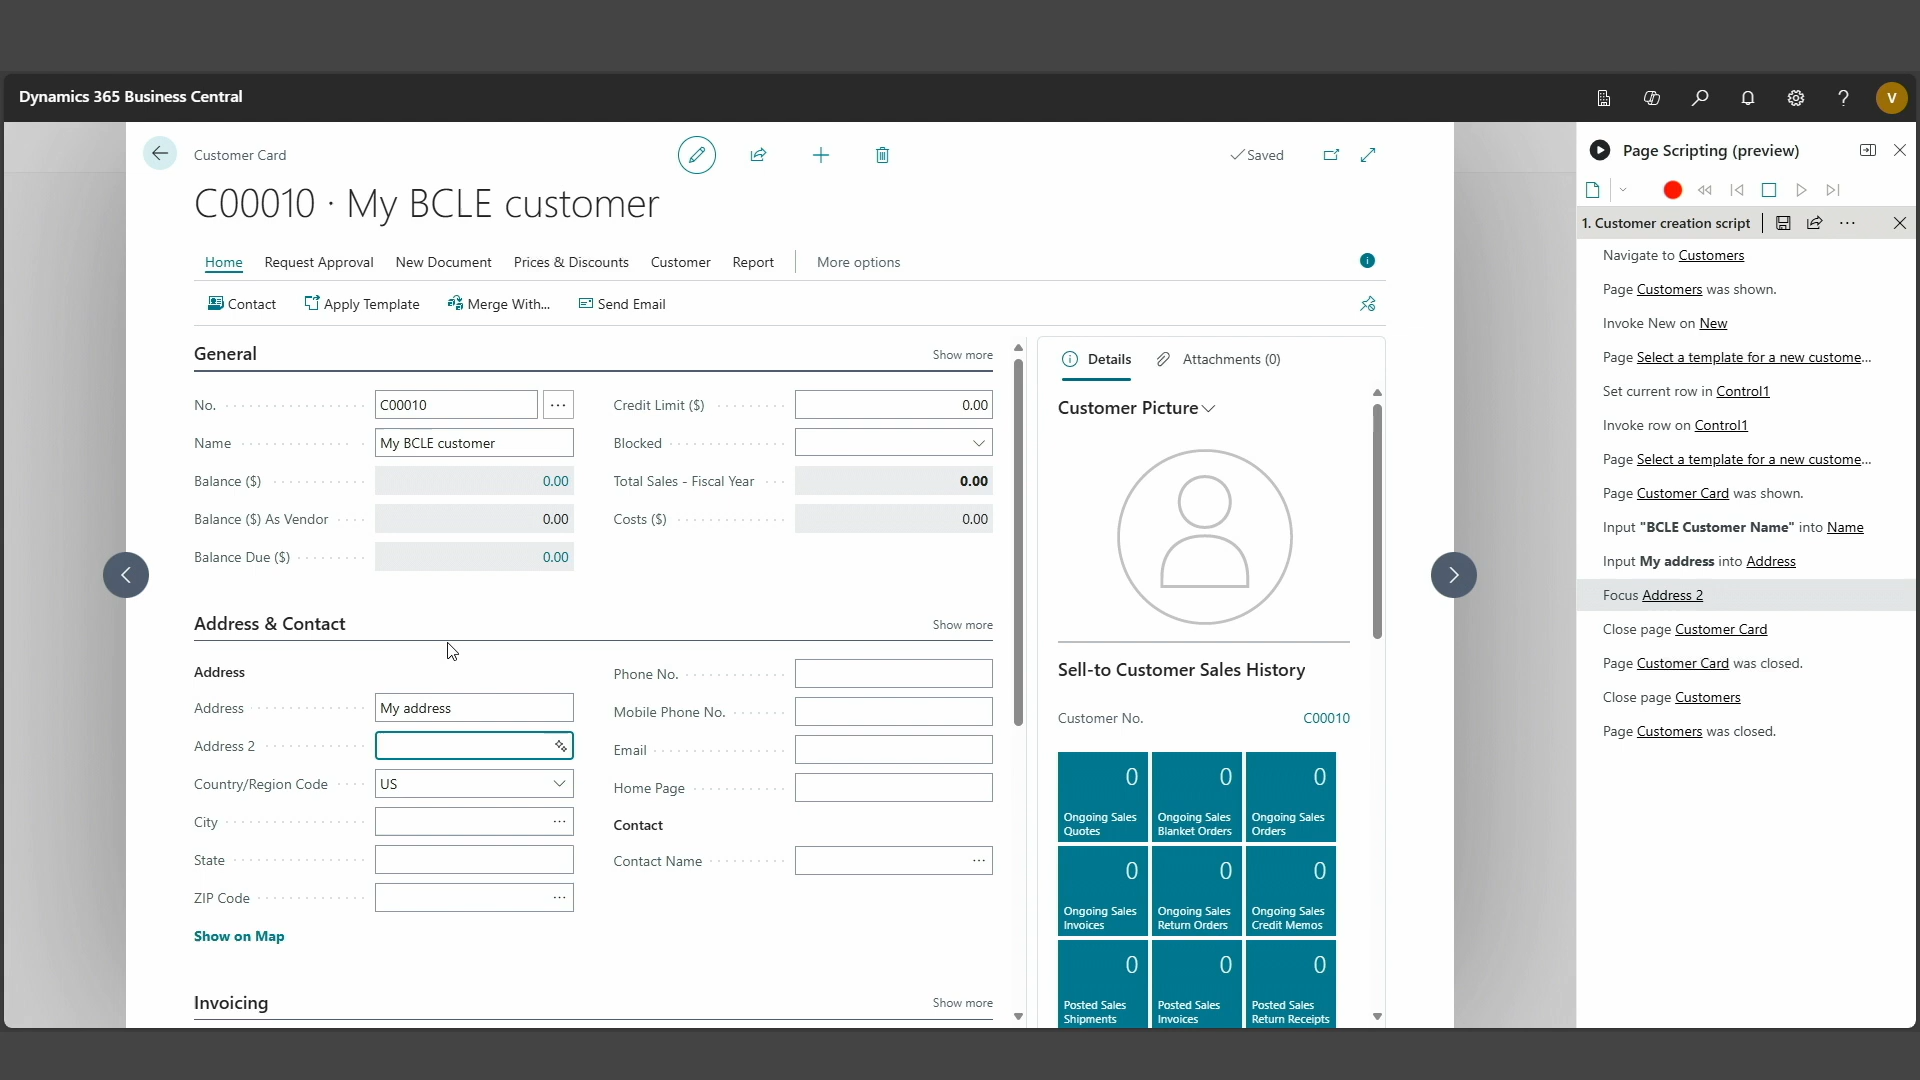 Dynamics 365 Business Central
V
Customer Card
Saved
C00010 · My BCLE customer
Home Request Approval New Document Prices & Discounts Customer Report More options
Contact Apply Template Merge With... Send Email
General Show more
No. C00010 ...
Name My BCLE customer
Balance ($) 0.00
Balance ($) As Vendor 0.00
Balance Due ($) 0.00
Credit Limit ($) 0.00
Blocked
Total Sales - Fiscal Year 0.00
Costs ($) 0.00
Address & Contact Show more
Address
Address My address
Address 2
Country/Region Code US
City ...
State
ZIP Code ...
Show on Map
Phone No.
Mobile Phone No.
Email
Home Page
Contact
Contact Name ...
Invoicing Show more
Details Attachments (0)
Customer Picture
Sell-to Customer Sales History
Customer No. C00010
0
Ongoing Sales
Quotes
0
Ongoing Sales
Blanket Orders
0
Ongoing Sales
Orders
0
Ongoing Sales
Invoices
0
Ongoing Sales
Return Orders
0
Ongoing Sales
Credit Memos
0
Posted Sales
Shipments
0
Posted Sales
Invoices
0
Posted Sales
Return Receipts
Page Scripting (preview)
1. Customer creation script
Navigate to Customers
Page Customers was shown.
Invoke New on New
Page Select a template for a new custome...
Set current row in Control1
Invoke row on Control1
Page Select a template for a new custome...
Page Customer Card was shown.
Input "BCLE Customer Name" into Name
Input My address into Address
Focus Address 2
Close page Customer Card
Page Customer Card was closed.
Close page Customers
Page Customers was closed.